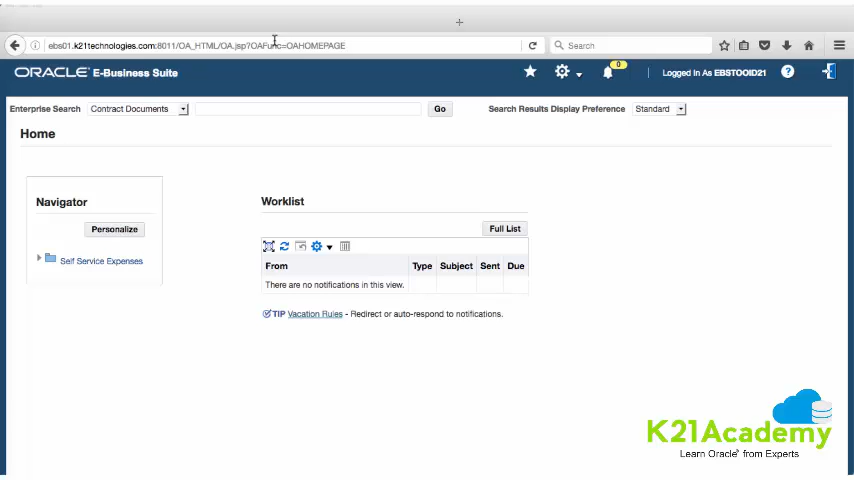 ebs01.k21technologies.com:8011/OA_HTML/OA.jsp?OAFunc=OAHOMEPAGE
Search
ORACLE® E-Business Suite
0
Logged In As EBSTOOID21
?
Enterprise Search
Contract Documents
Go
Search Results Display Preference
Standard
Home
Navigator
Personalize
Self Service Expenses
Worklist
Full List
From Type Subject Sent Due
There are no notifications in this view.
TIP Vacation Rules - Redirect or auto-respond to notifications.
K21Academy
Learn Oracle® from Experts